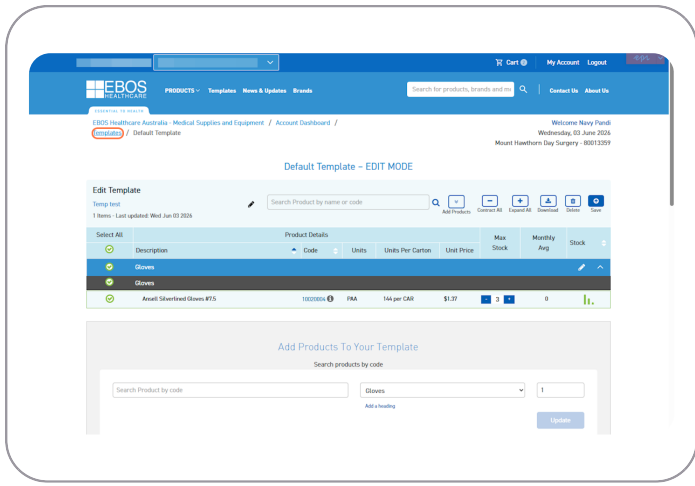 Cart 0 My Account Logout
EBOS
HEALTHCARE
PRODUCTS Templates News & Updates Brands
Search for products, brands and mo
Contact Us About Us
ESSENTIAL TO HEALTH
EBOS Healthcare Australia - Medical Supplies and Equipment / Account Dashboard /
Templates / Default Template
Welcome Navy Pandi
Wednesday, 03 June 2026
Mount Hawthorn Day Surgery - 80013359
Default Template – EDIT MODE
Edit Template
Temp test
1 Items - Last updated: Wed Jun 03 2026
Search Product by name or code
Add Products Contract All Expand All Download Delete Save
Select All Product Details Max Stock Monthly Avg Stock
Description Code Units Units Per Carton Unit Price
Gloves
Gloves
Ansell Silverlined Gloves #7.5 10020004 PAA 144 per CAR $1.37 - 3 + 0
Add Products To Your Template
Search products by code
Search Product by code Gloves 1
Add a heading
Update